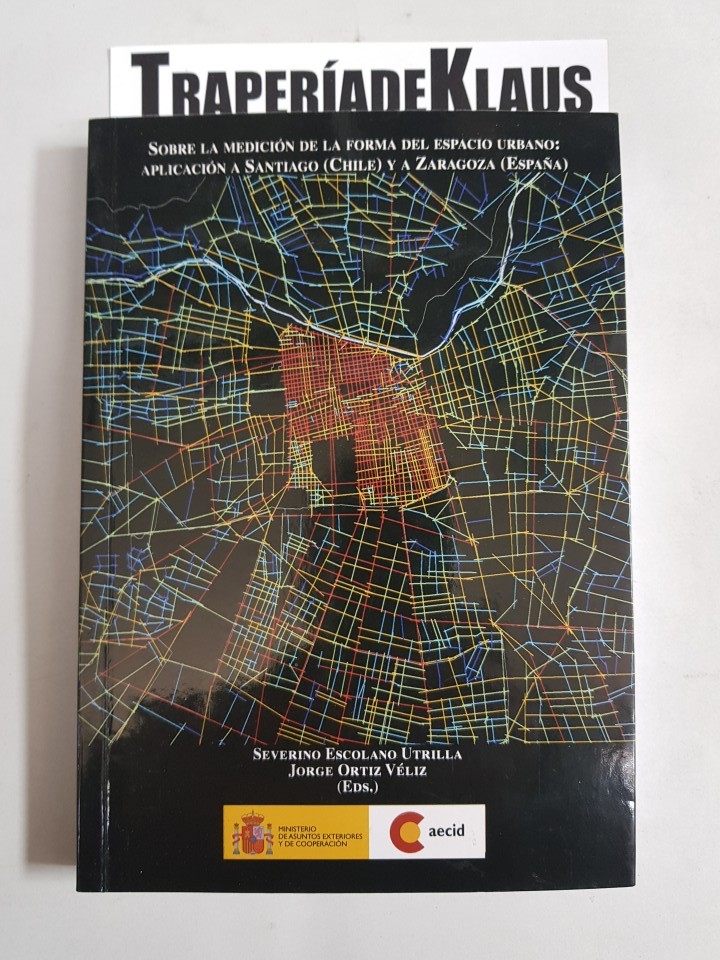 TRAPERÍADEKLAUS
SOBRE LA MEDICIÓN DE LA FORMA DEL ESPACIO URBANO:
APLICACIÓN A SANTIAGO (CHILE) Y A ZARAGOZA (ESPAÑA)
SEVERINO ESCOLANO UTRILLA
JORGE ORTIZ VÉLIZ
(EDS.)
MINISTERIO
DE ASUNTOS EXTERIORES
Y DE COOPERACIÓN
aecid